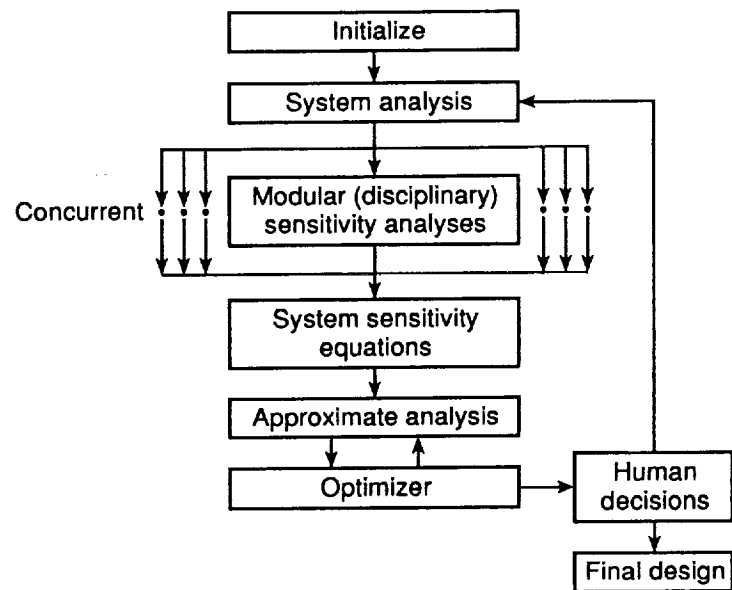 Initialize
System analysis
Concurrent
Modular (disciplinary)
sensitivity analyses
System sensitivity
equations
Approximate analysis
Optimizer
Human
decisions
Final design